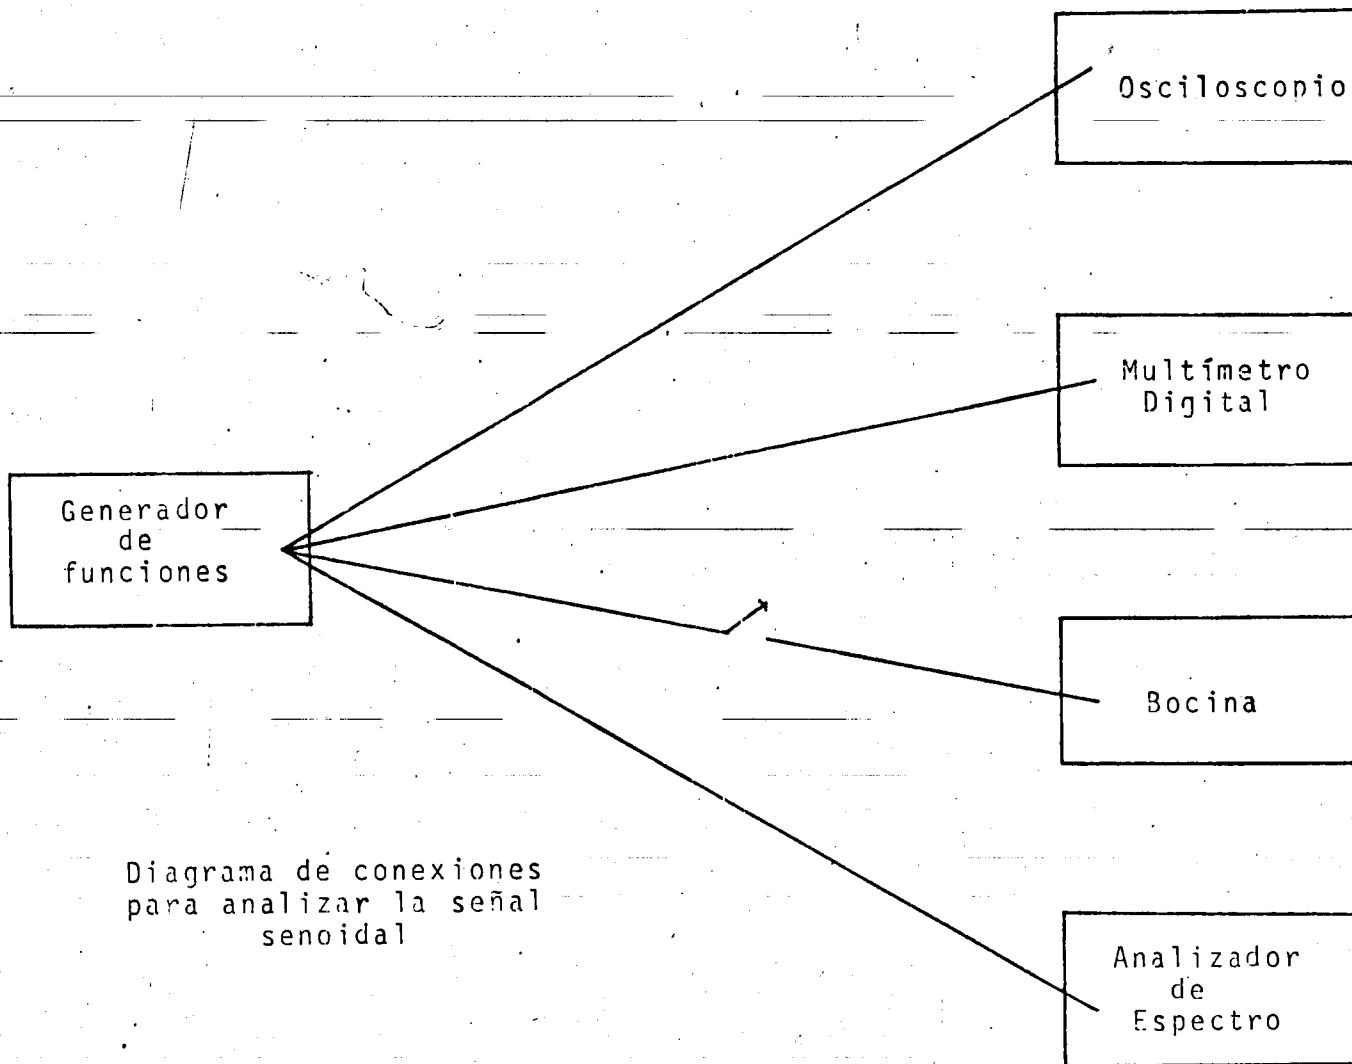 Osciloscopio
Multímetro
Digital
Generador
de
funciones
Bocina
Diagrama de conexiones
para analizar la señal
senoidal
Analizador
de
Espectro